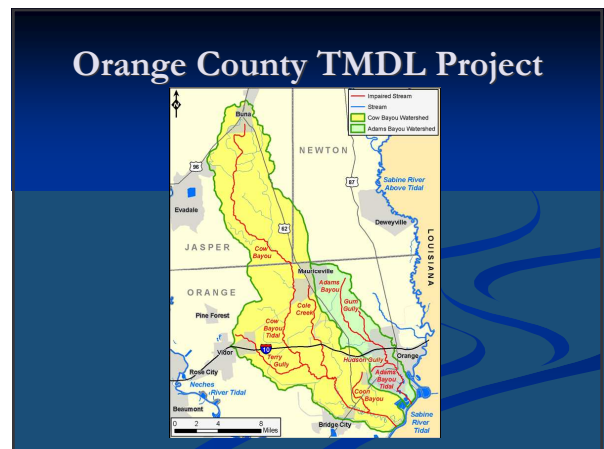 Orange County TMDL Project
N
Impaired Stream
Stream
Cow Bayou Watershed
Adams Bayou Watershed
Buna
NEWTON
96
87
Sabine River
Above Tidal
Evadale
Deweyville
62
LOUISIANA
JASPER
Cow
Bayou
Mauriceville
ORANGE
Adams
Bayou
Cole
Creek
Gum
Gully
Pine Forest
Cow
Bayou
Tidal
10
Vidor
Terry
Gully
Hudson Gully
Orange
Rose City
Adams
Bayou
Tidal
Neches
River Tidal
Coon
Bayou
Beaumont
Sabine
River
Tidal
Bridge City
0 2 4 8
Miles